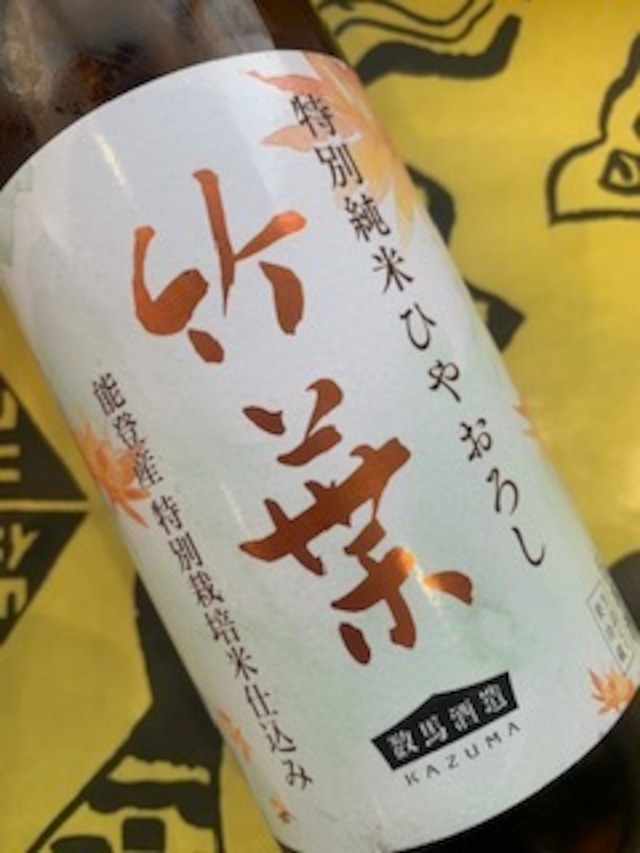 特別純米ひやおろし
竹葉
能登産特別栽培米仕込み
数馬酒造
KAZUMA